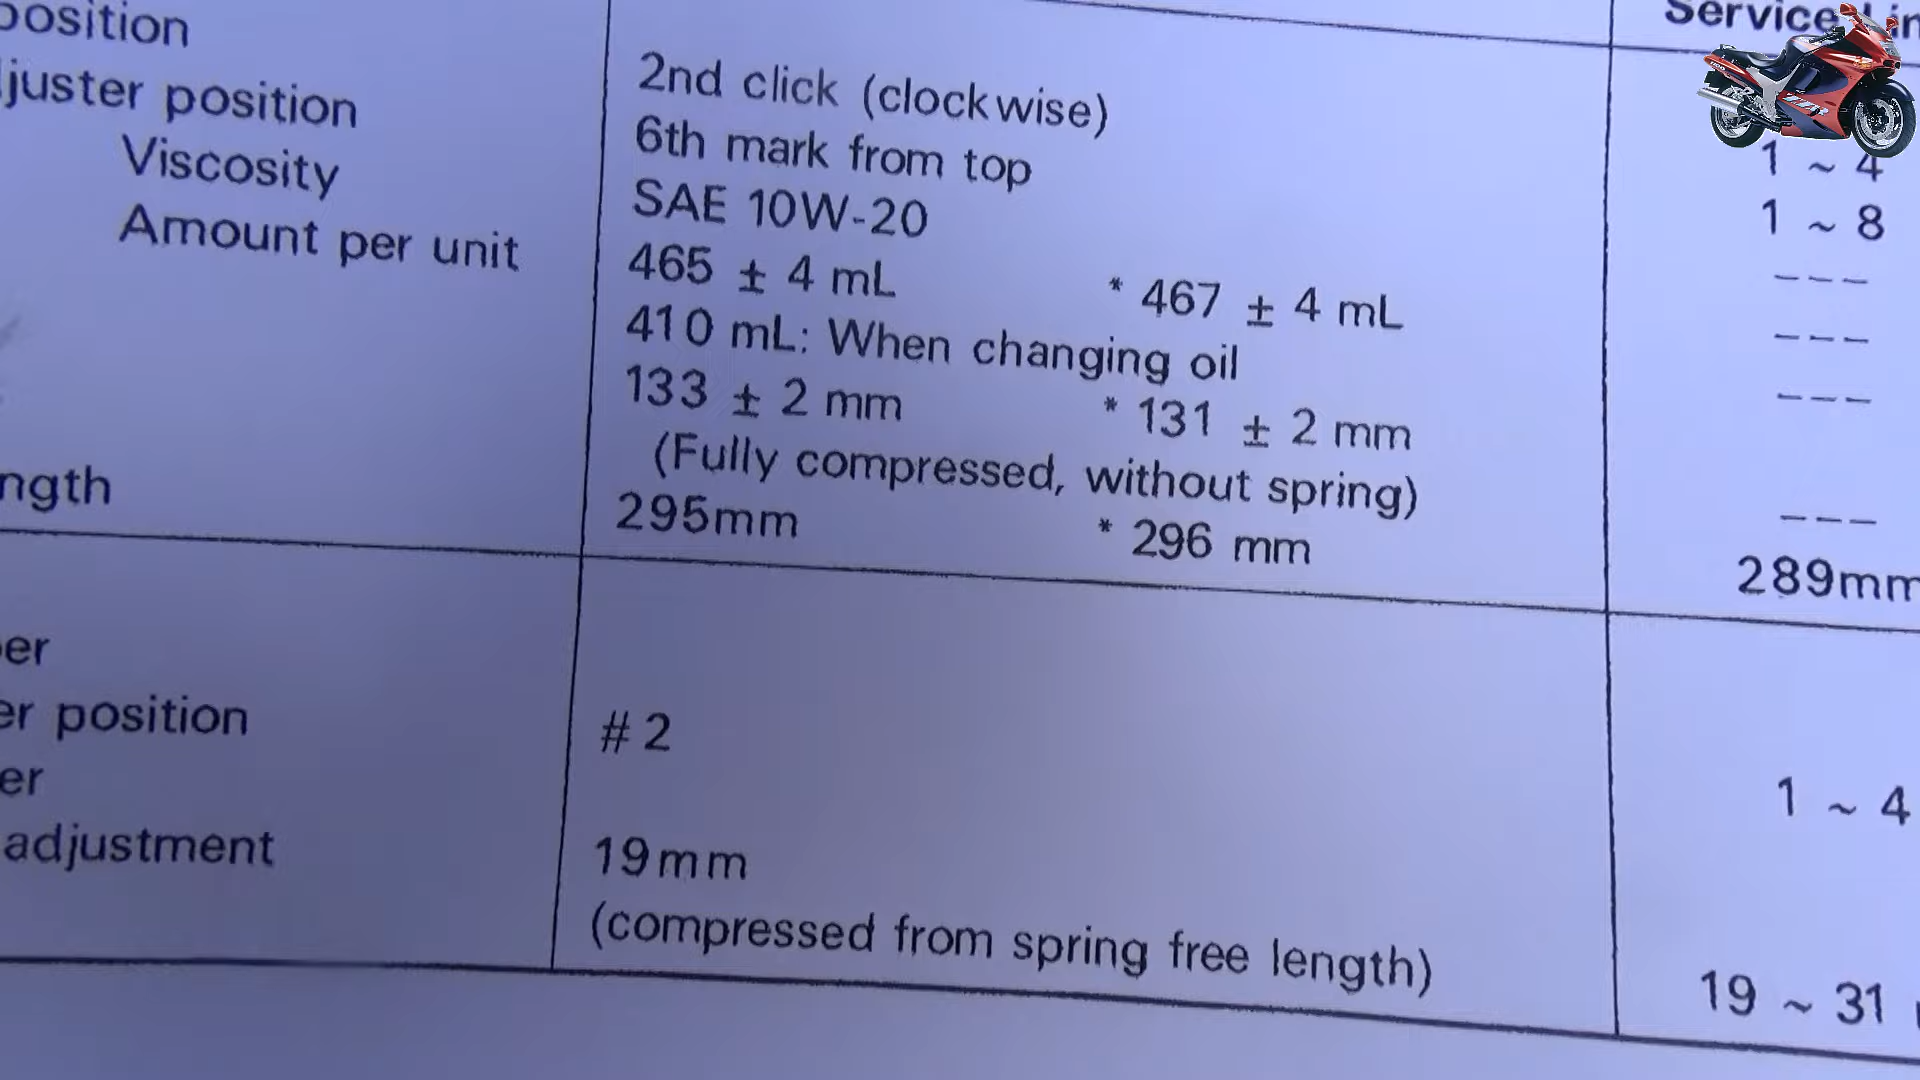 Service
position 2nd click (clockwise) 1 ~ 4
juster position 6th mark from top 1 ~ 8
Viscosity SAE 10W-20 ---
Amount per unit 465 ± 4 mL * 467 ± 4 mL ---
410 mL: When changing oil ---
133 ± 2 mm * 131 ± 2 mm
(Fully compressed, without spring) ---
ngth 295mm * 296 mm 289mm
er
er position #2 1 ~ 4
er
adjustment 19mm
(compressed from spring free length) 19 ~ 31